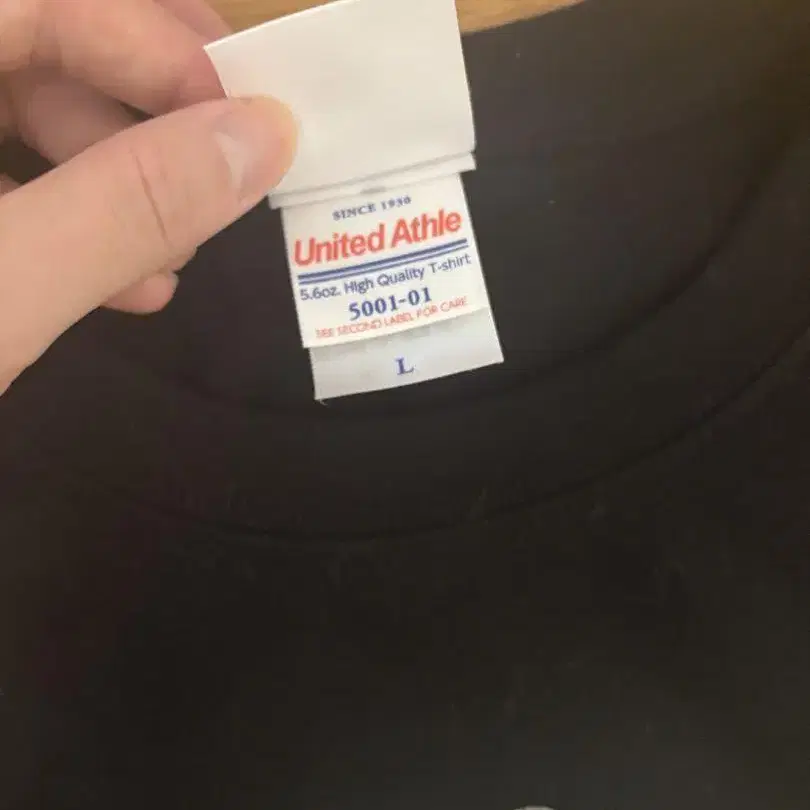 SINCE 1950
United Athle
5.6oz. High Quality T-shirt
5001-01
SEE SECOND LABEL FOR CARE
L